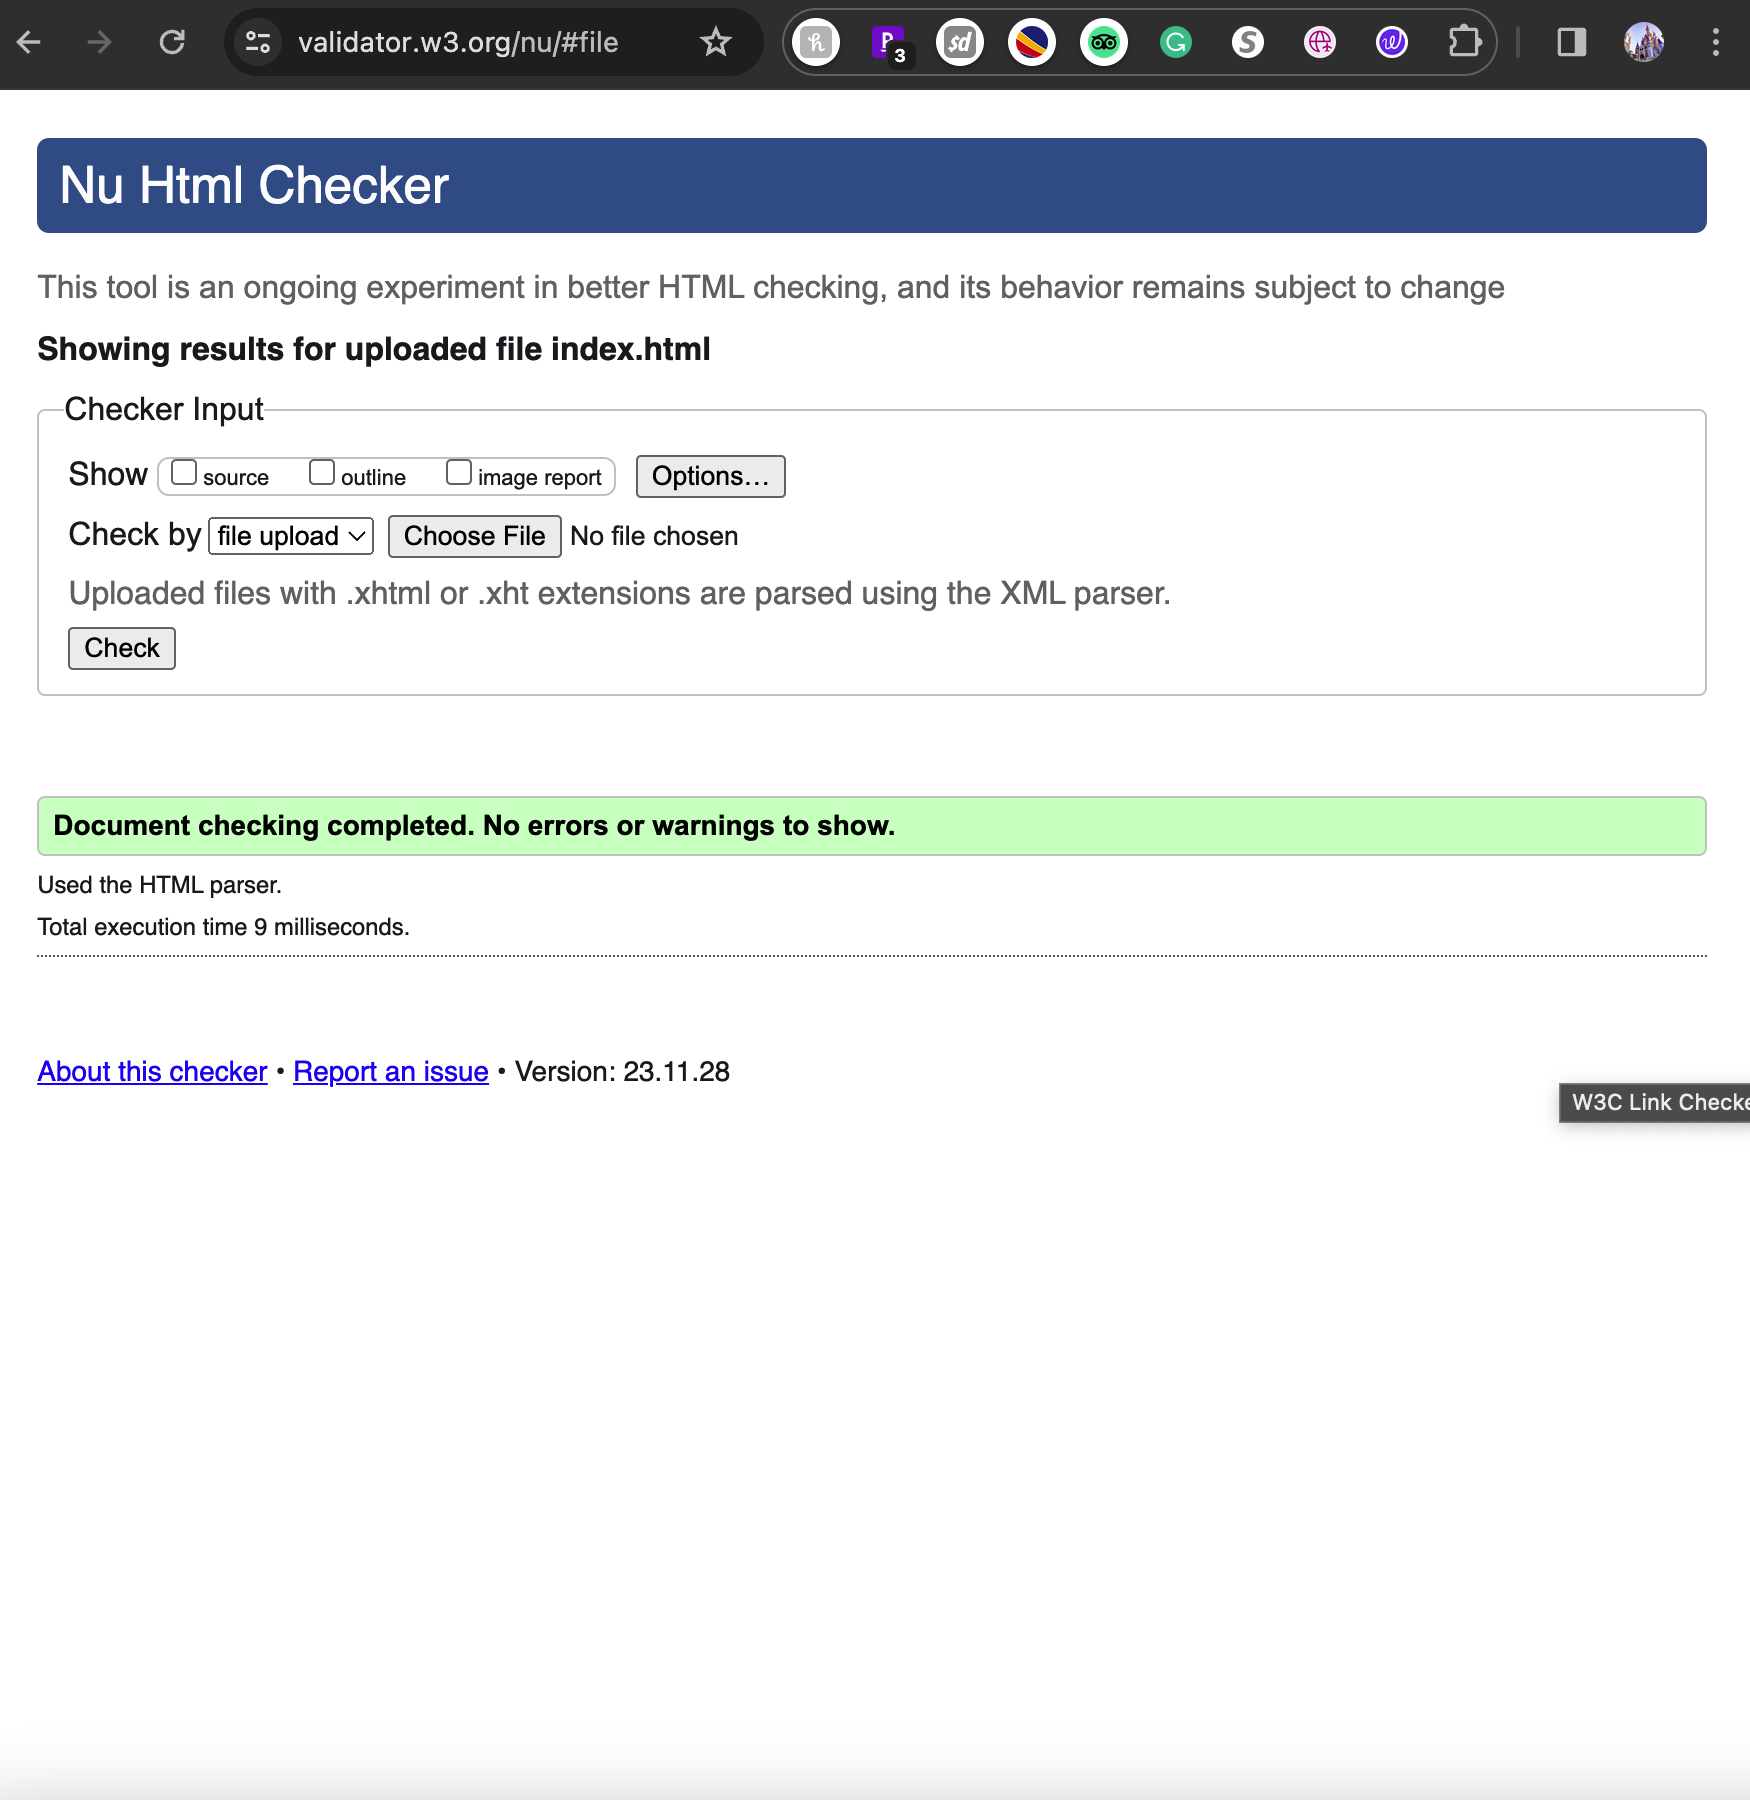 validator.w3.org/nu/#file
3
Nu Html Checker
This tool is an ongoing experiment in better HTML checking, and its behavior remains subject to change
Showing results for uploaded file index.html
Checker Input
Show source outline image report Options...
Check by file upload Choose File No file chosen
Uploaded files with .xhtml or .xht extensions are parsed using the XML parser.
Check
Document checking completed. No errors or warnings to show.
Used the HTML parser.
Total execution time 9 milliseconds.
About this checker • Report an issue • Version: 23.11.28
W3C Link Checke